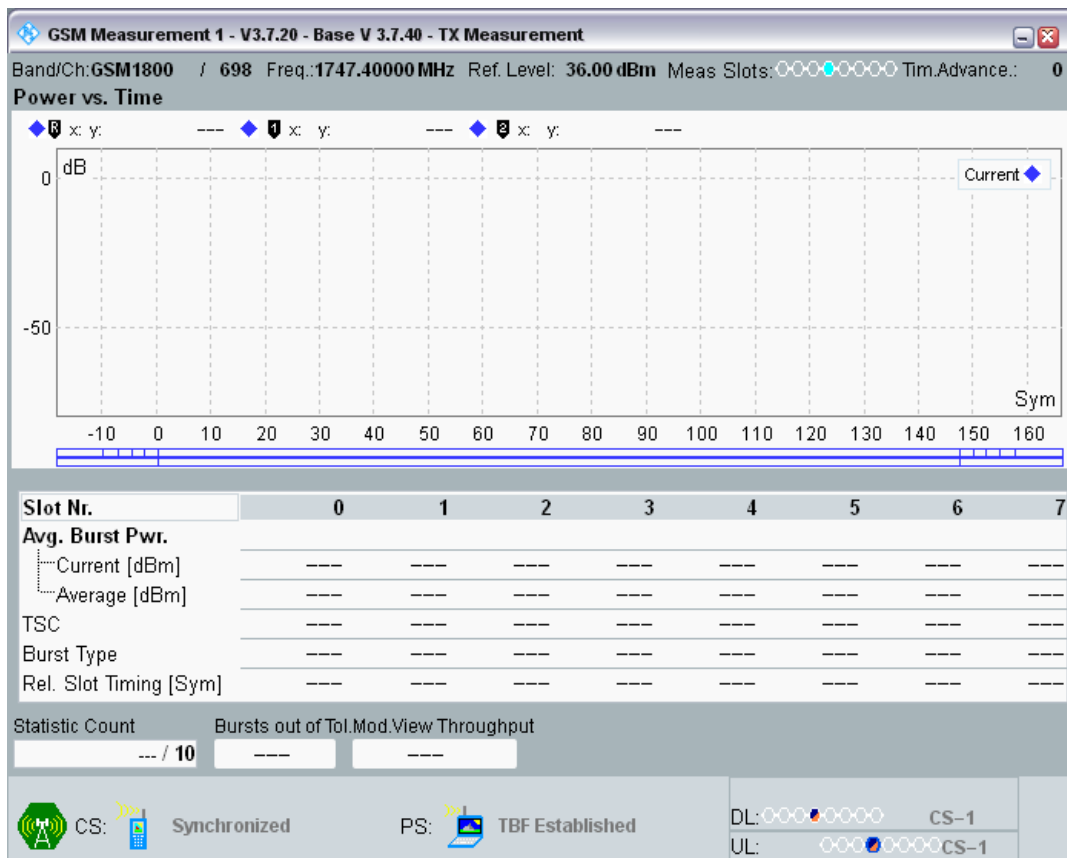 GSM Measurement 1 - V3.7.20 - Base V 3.7.40 - TX Measurement
Band/Ch:GSM1800 / 698 Freq.:1747.40000 MHz Ref. Level: 36.00 dBm Meas Slots: Tim.Advance.: 0
Power vs. Time
R x: y: --- 1 x: y: --- 2 x: y: ---
dB
Current
0
-50
Sym
-10 0 10 20 30 40 50 60 70 80 90 100 110 120 130 140 150 160
Slot Nr. 0 1 2 3 4 5 6 7
Avg. Burst Pwr.
Current [dBm] --- --- --- --- --- --- --- ---
Average [dBm] --- --- --- --- --- --- --- ---
TSC --- --- --- --- --- --- --- ---
Burst Type --- --- --- --- --- --- --- ---
Rel. Slot Timing [Sym] --- --- --- --- --- --- --- ---
Statistic Count Bursts out of Tol. Mod.View Throughput
--- / 10 --- ---
CS: Synchronized PS: TBF Established DL: CS-1
UL: CS-1